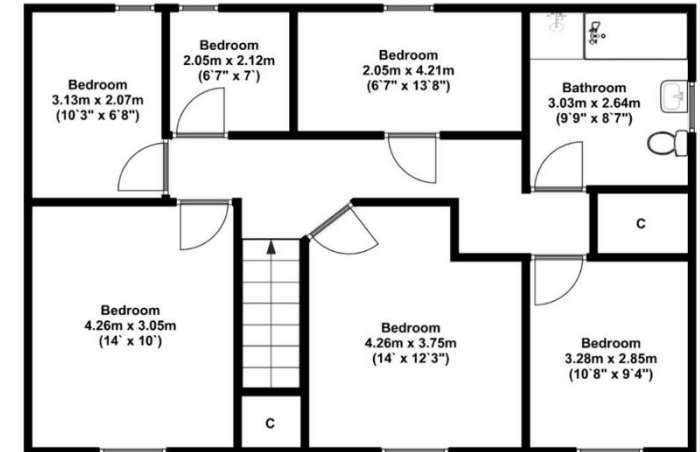 Bedroom
3.13m x 2.07m
(10`3" x 6`8")
Bedroom
2.05m x 2.12m
(6`7" x 7`)
Bedroom
2.05m x 4.21m
(6`7" x 13`8")
Bathroom
3.03m x 2.64m
(9`9" x 8`7")
C
Bedroom
4.26m x 3.05m
(14` x 10`)
Bedroom
4.26m x 3.75m
(14` x 12`3")
Bedroom
3.28m x 2.85m
(10`8" x 9`4")
C